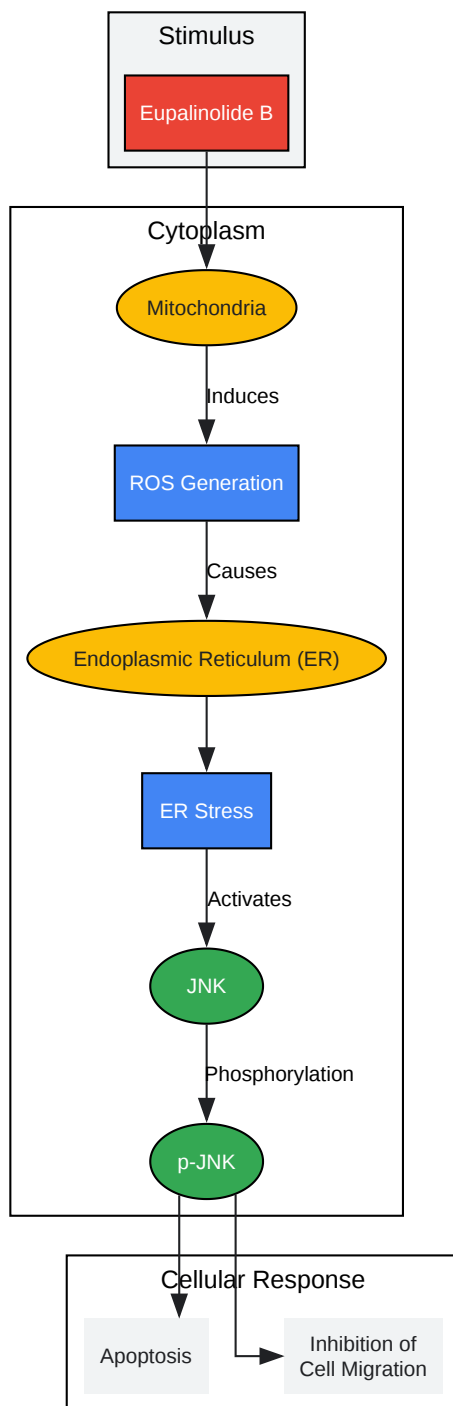 Stimulus
Eupalinolide B
Cytoplasm
Mitochondria
Induces
ROS Generation
Causes
Endoplasmic Reticulum (ER)
ER Stress
Activates
JNK
Phosphorylation
p-JNK
Cellular Response
Apoptosis
Inhibition of
Cell Migration